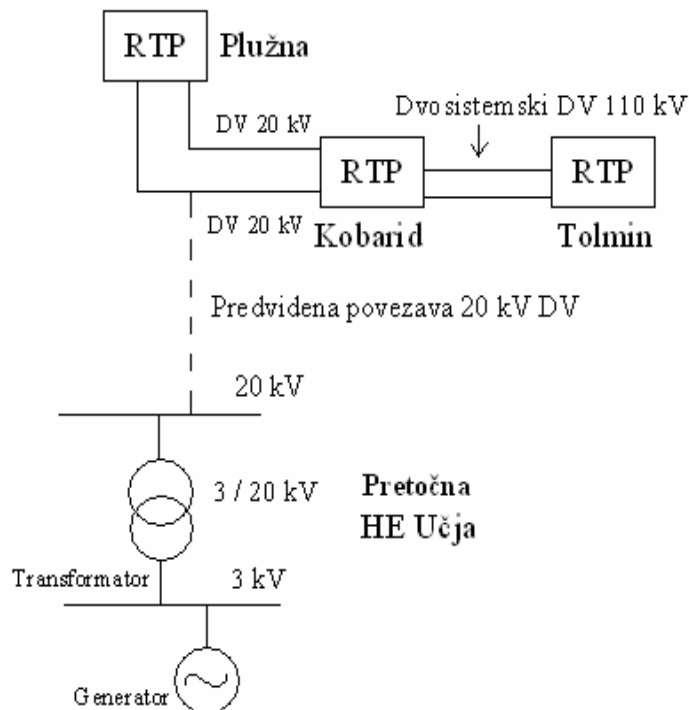 RTP Plužna
DV 20 kV
Dvosistemski DV 110 kV
RTP
RTP
DV 20 kV
Kobarid
Tolmin
Predvidena povezava 20 kV DV
20 kV
3 / 20 kV
Pretočna
HE Učja
Transformator
3 kV
Generator